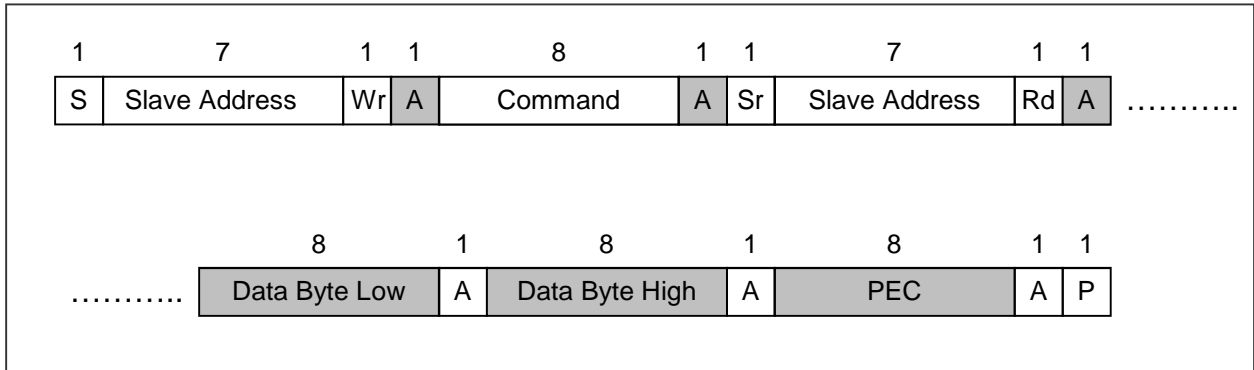 1 7 1 1 8 1 1 7 1 1
S Slave Address Wr A Command A Sr Slave Address Rd A ………..
8 1 8 1 8 1 1
……….. Data Byte Low A Data Byte High A PEC A P